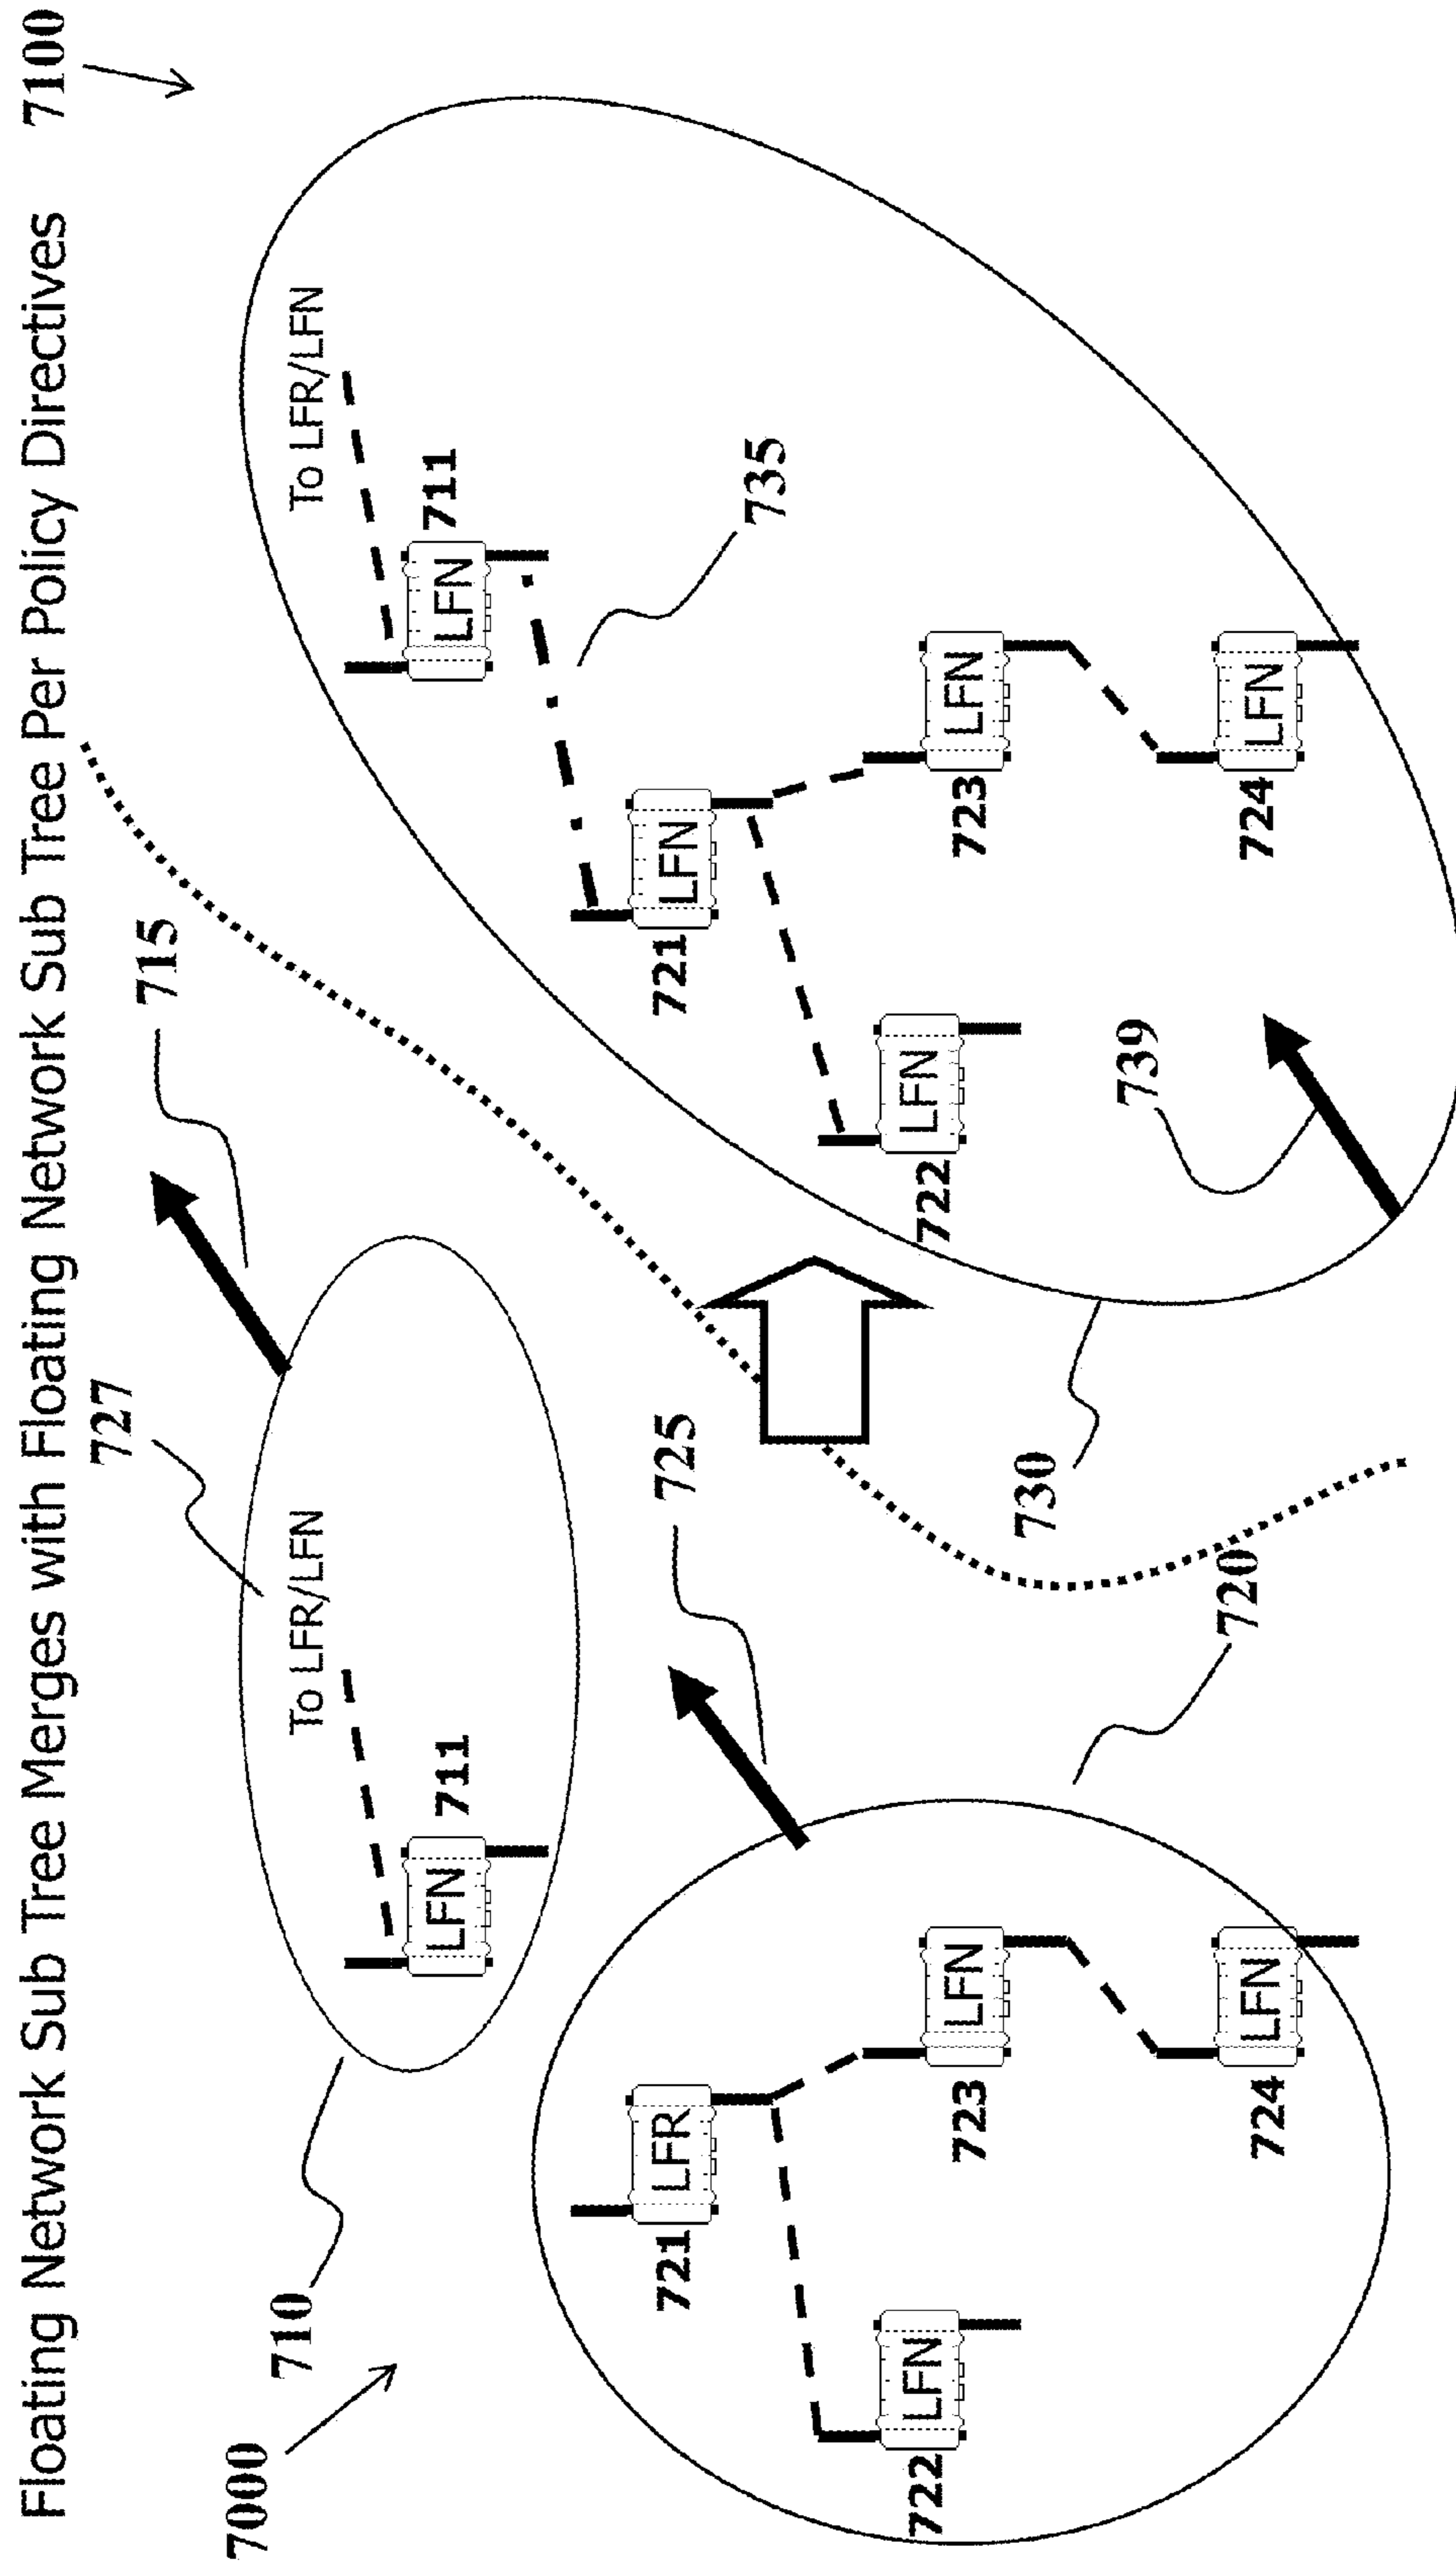 Floating Network Sub Tree Merges with Floating Network Sub Tree Per Policy Directives 7100
7000
710
727
715
To LFR/LFN
LFN
711
725
720
LFR
721
LFN
722
LFN
723
LFN
724
To LFR/LFN
LFN
711
735
LFN
721
LFN
722
LFN
723
LFN
724
739
730